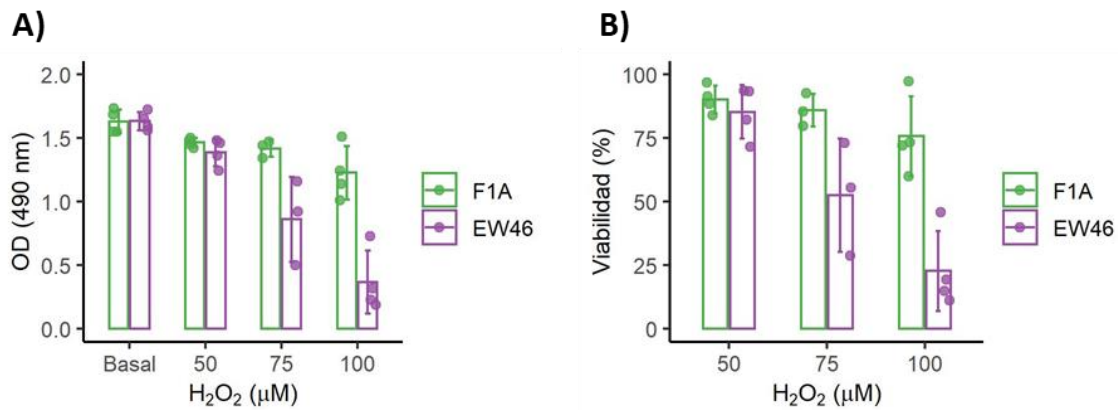 A)
OD (490 nm)
2.0
1.5
1.0
0.5
0.0
Basal 50 75 100
H₂O₂ (μM)
F1A
EW46
B)
Viabilidad (%)
100
75
50
25
0
50 75 100
H₂O₂ (μM)
F1A
EW46